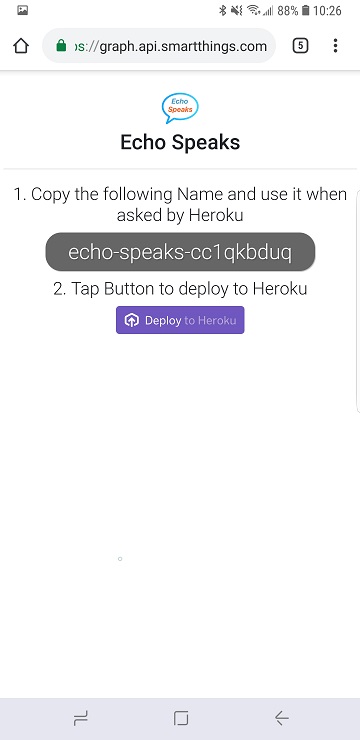 88% 10:26
ps://graph.api.smartthings.com 5
Echo
Speaks
Echo Speaks
1. Copy the following Name and use it when
asked by Heroku
echo-speaks-cc1qkbduq
2. Tap Button to deploy to Heroku
Deploy to Heroku